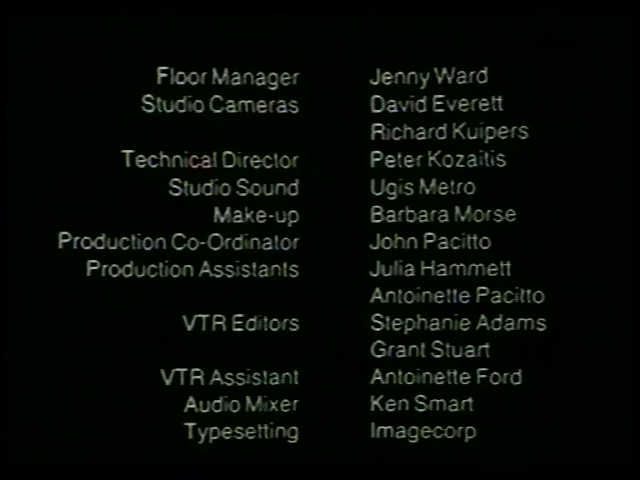 Floor Manager Jenny Ward
Studio Cameras David Everett
Richard Kuipers
Technical Director Peter Kozaitis
Studio Sound Ugis Metro
Make-up Barbara Morse
Production Co-Ordinator John Pacitto
Production Assistants Julia Hammett
Antoinette Pacitto
VTR Editors Stephanie Adams
Grant Stuart
VTR Assistant Antoinette Ford
Audio Mixer Ken Smart
Typesetting Imagecorp